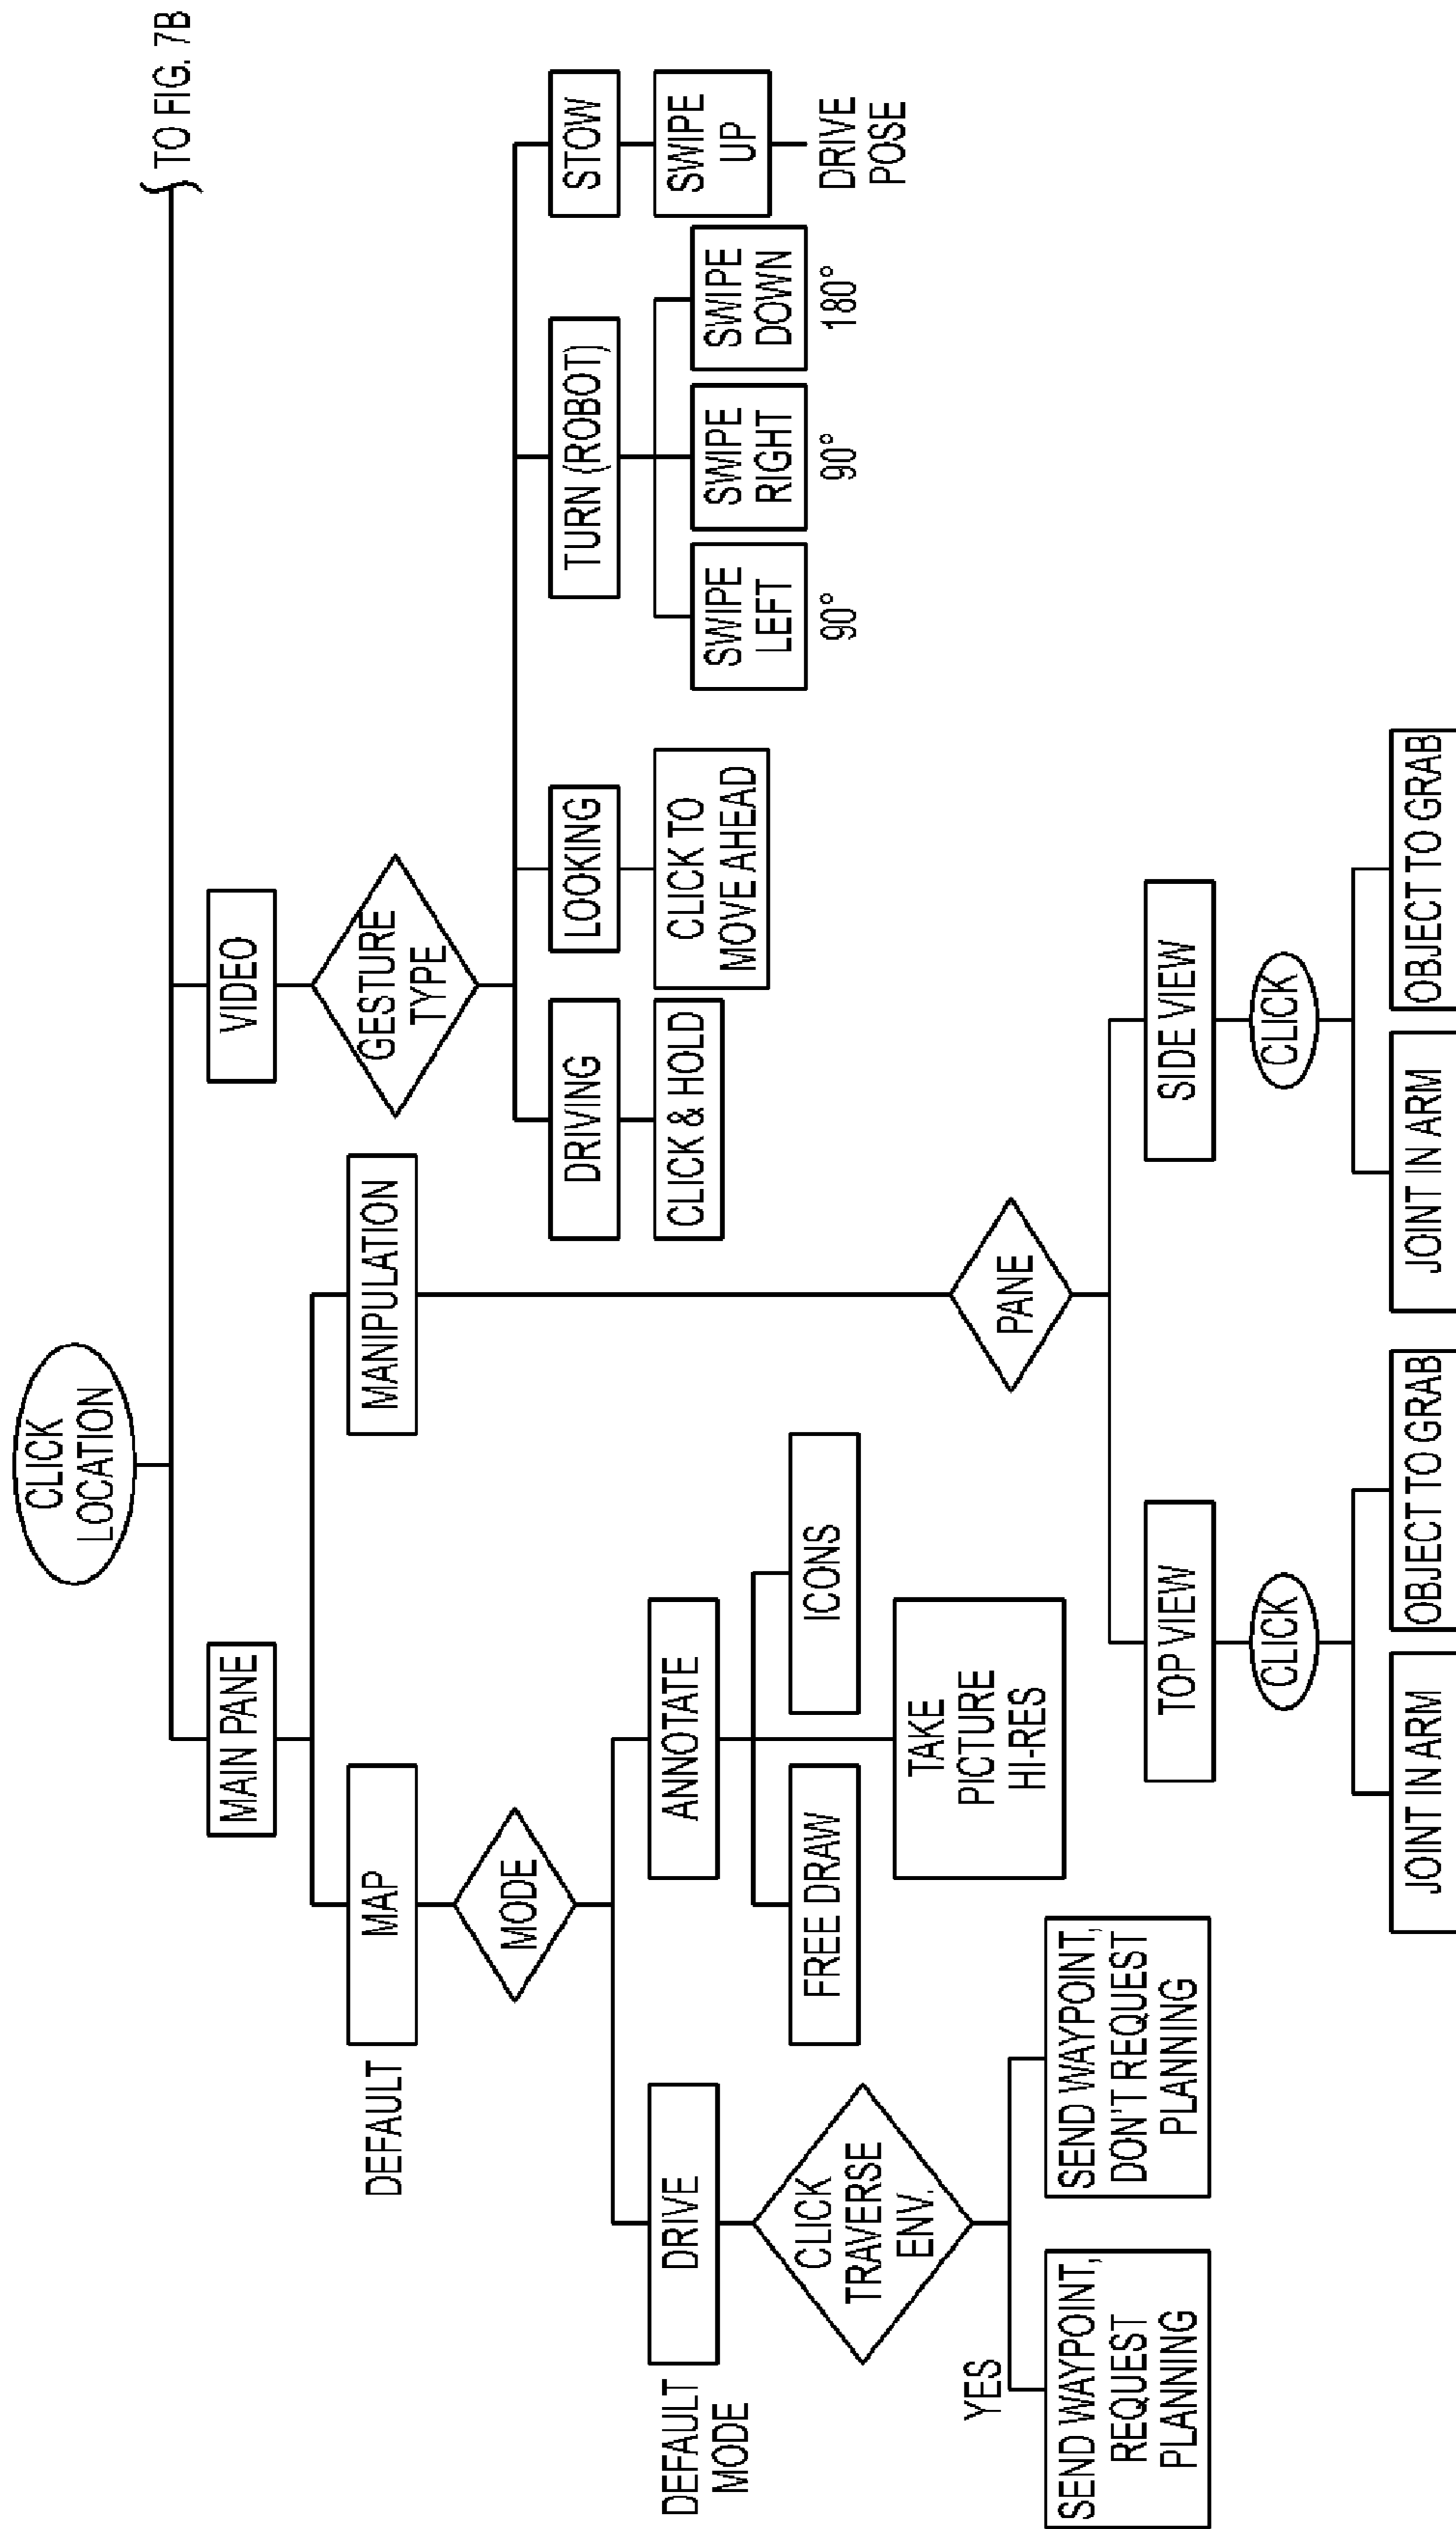 CLICK
LOCATION
TO FIG. 7B
MAIN PANE
VIDEO
DEFAULT
MAP
MANIPULATION
GESTURE
TYPE
MODE
DEFAULT
MODE
DRIVE
ANNOTATE
DRIVING
LOOKING
TURN (ROBOT)
STOW
CLICK & HOLD
CLICK TO
MOVE AHEAD
SWIPE
LEFT
90°
SWIPE
RIGHT
90°
SWIPE
DOWN
180°
SWIPE
UP
DRIVE
POSE
CLICK
TRAVERSE
ENV.
FREE DRAW
ICONS
TAKE
PICTURE
HI-RES
YES
SEND WAYPOINT,
REQUEST
PLANNING
SEND WAYPOINT,
DON'T REQUEST
PLANNING
PANE
TOP VIEW
SIDE VIEW
CLICK
CLICK
JOINT IN ARM
OBJECT TO GRAB
JOINT IN ARM
OBJECT TO GRAB